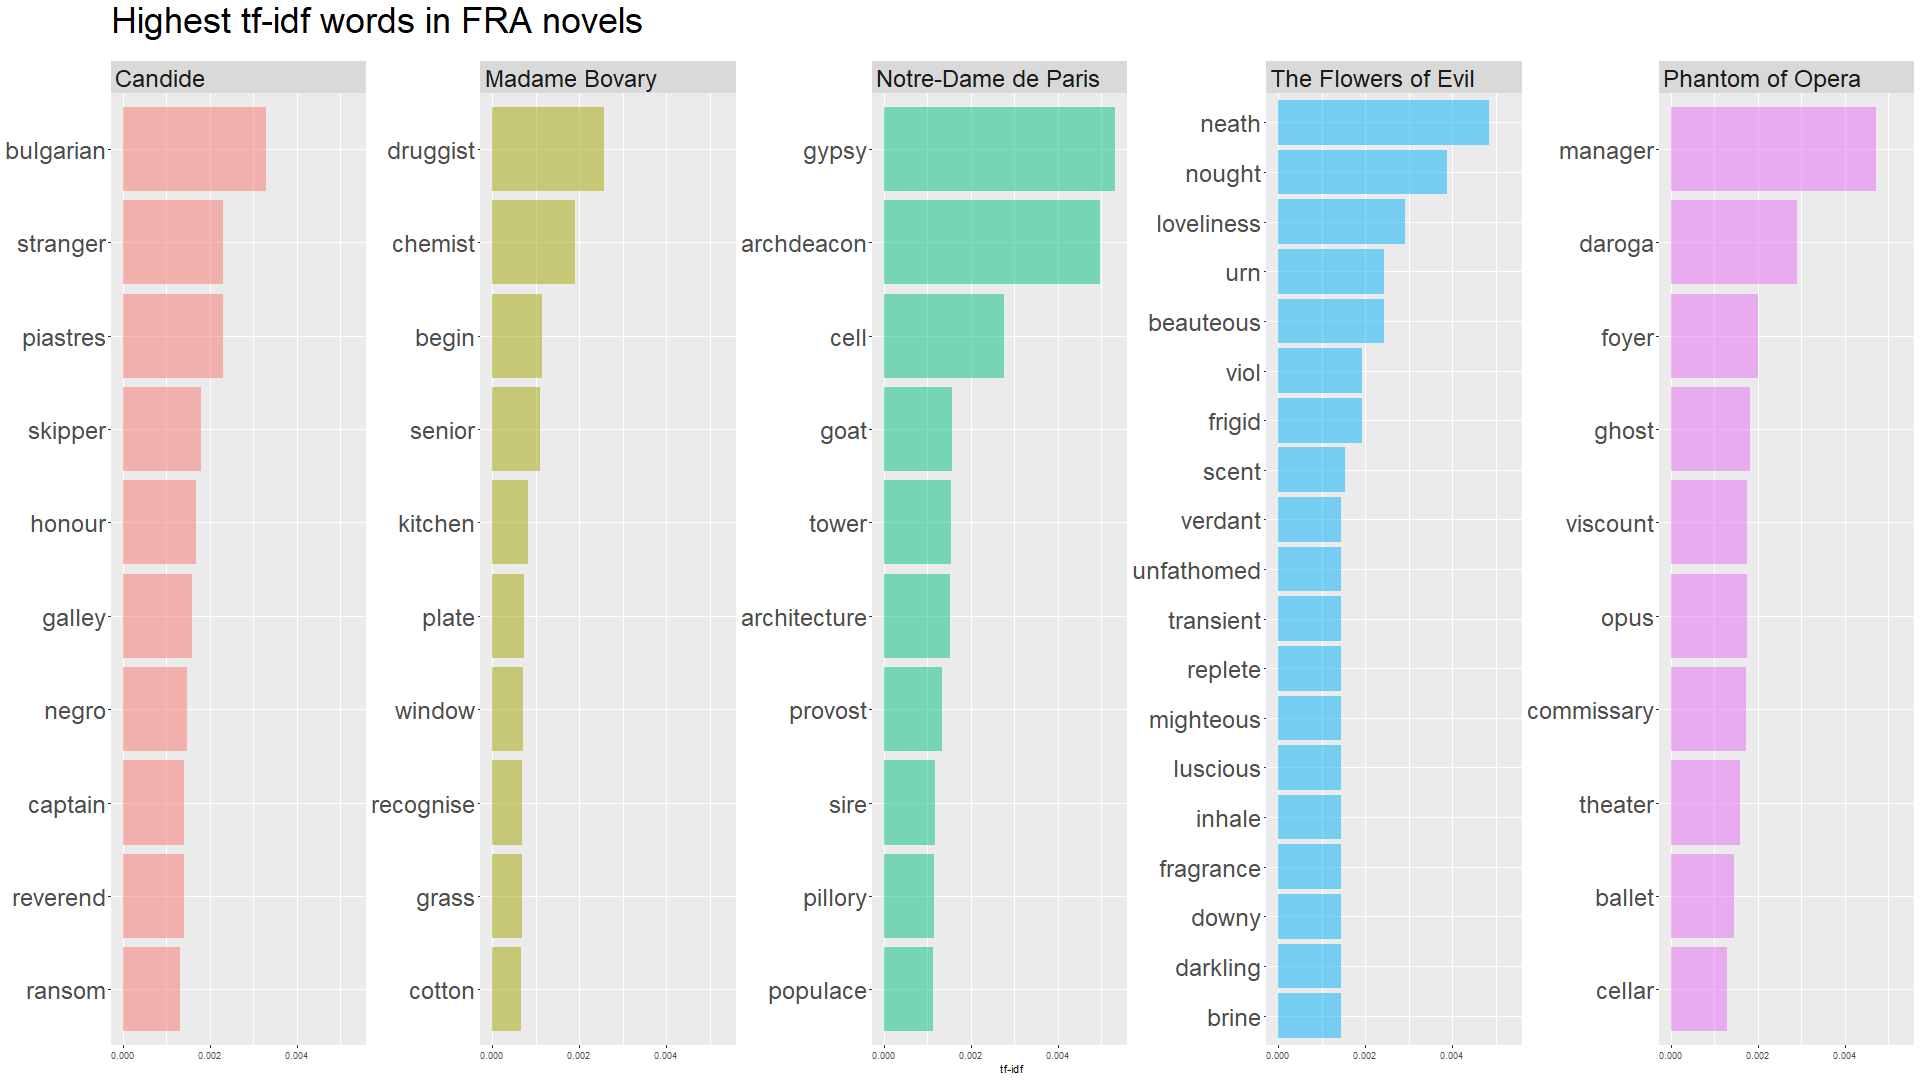 Highest tf-idf words in FRA novels
Candide
bulgarian
stranger
piastres
skipper
honour
galley
negro
captain
reverend
ransom
0.000 0.002 0.004
Madame Bovary
druggist
chemist
begin
senior
kitchen
plate
window
recognise
grass
cotton
0.000 0.002 0.004
Notre-Dame de Paris
gypsy
archdeacon
cell
goat
tower
architecture
provost
sire
pillory
populace
0.000 0.002 0.004
The Flowers of Evil
neath
nought
loveliness
urn
beauteous
viol
frigid
scent
verdant
unfathomed
transient
replete
mighteous
luscious
inhale
fragrance
downy
darkling
brine
0.000 0.002 0.004
Phantom of Opera
manager
daroga
foyer
ghost
viscount
opus
commissary
theater
ballet
cellar
0.000 0.002 0.004
tf-idf